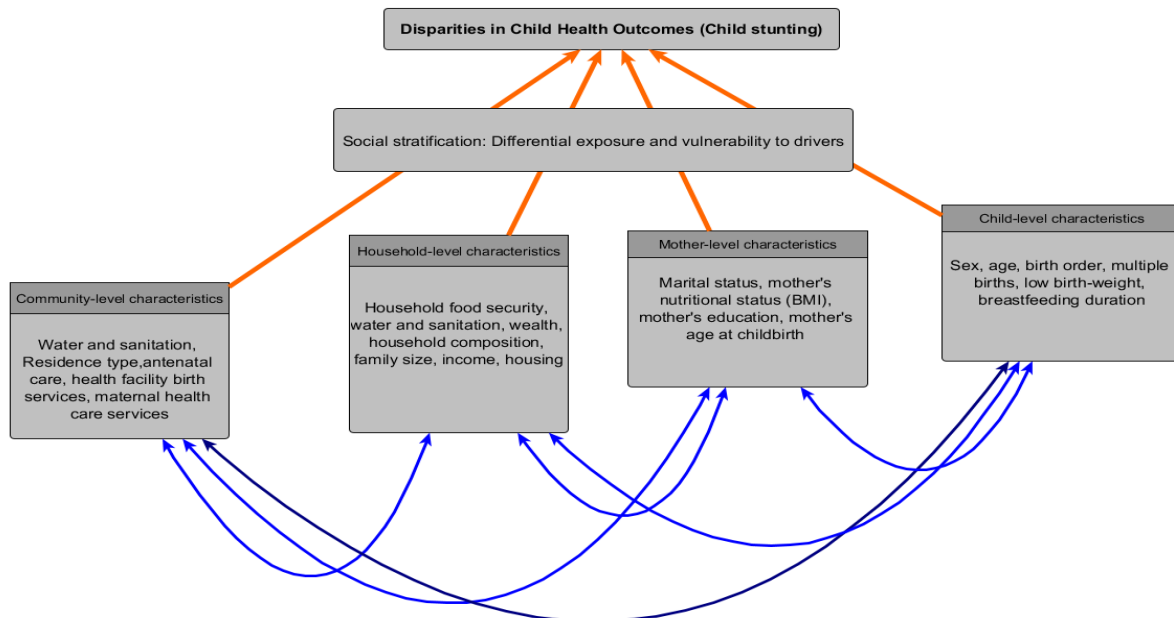 Disparities in Child Health Outcomes (Child stunting)
Social stratification: Differential exposure and vulnerability to drivers
Community-level characteristics
Water and sanitation,
Residence type,antenatal
care, health facility birth
services, maternal health
care services
Household-level characteristics
Household food security,
water and sanitation, wealth,
household composition,
family size, income, housing
Mother-level characteristics
Marital status, mother's
nutritional status (BMI),
mother's education, mother's
age at childbirth
Child-level characteristics
Sex, age, birth order, multiple
births, low birth-weight,
breastfeeding duration